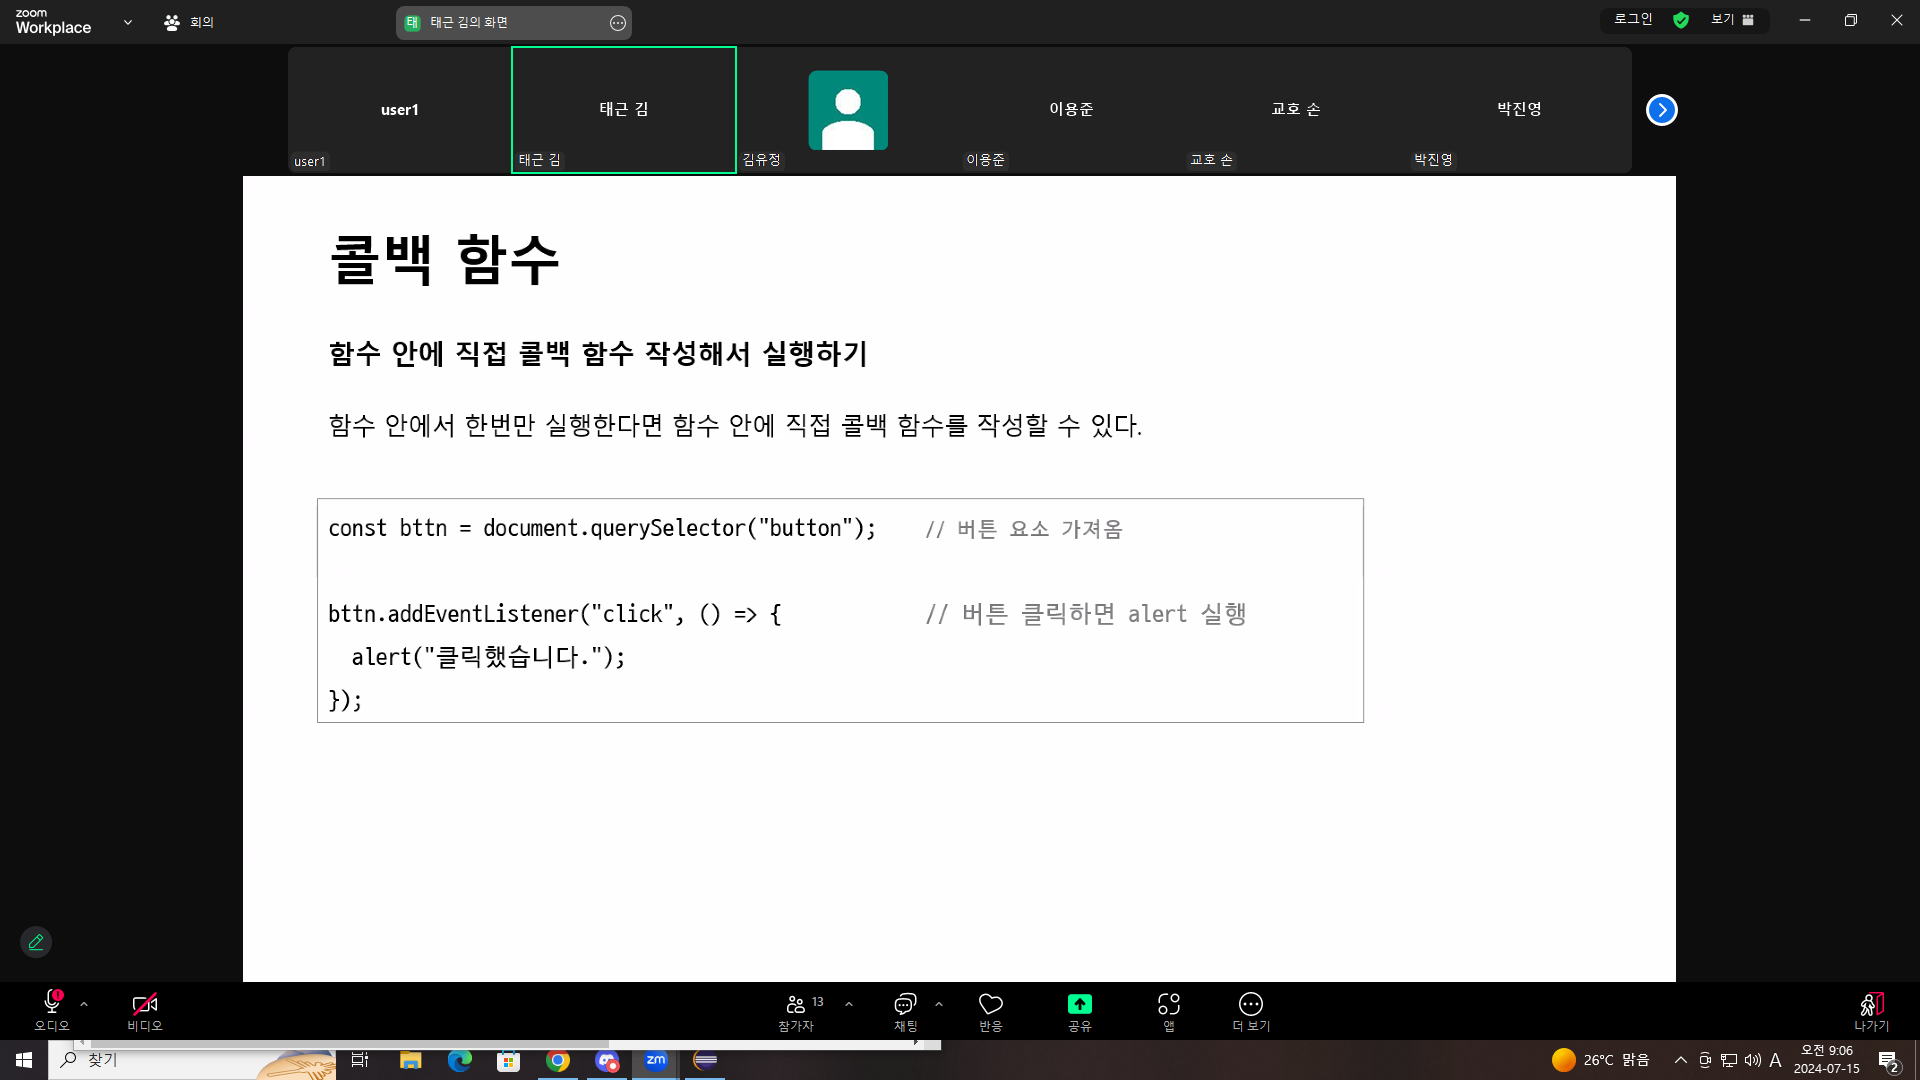 zoom
Workplace
회의
태 태근 김의 화면
로그인
보기
user1
태근 김
이용준
교호 손
박진영
user1
태근 김
김유정
이용준
교호 손
박진영
콜백 함수
함수 안에 직접 콜백 함수 작성해서 실행하기
함수 안에서 한번만 실행한다면 함수 안에 직접 콜백 함수를 작성할 수 있다.
const bttn = document.querySelector("button"); // 버튼 요소 가져옴
bttn.addEventListener("click", () => { // 버튼 클릭하면 alert 실행
alert("클릭했습니다.");
});
오디오
비디오
참가자
13
채팅
반응
공유
앱
더 보기
나가기
찾기
zm
26°C 맑음
A
오전 9:06
2024-07-15
2